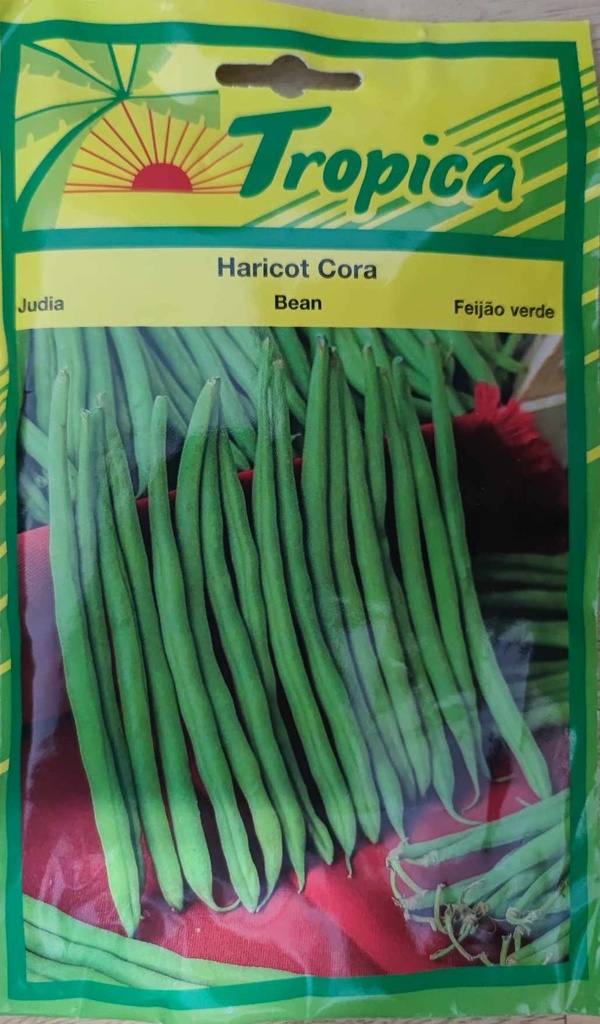 Tropica
Haricot Cora
Judia Bean Feijão verde